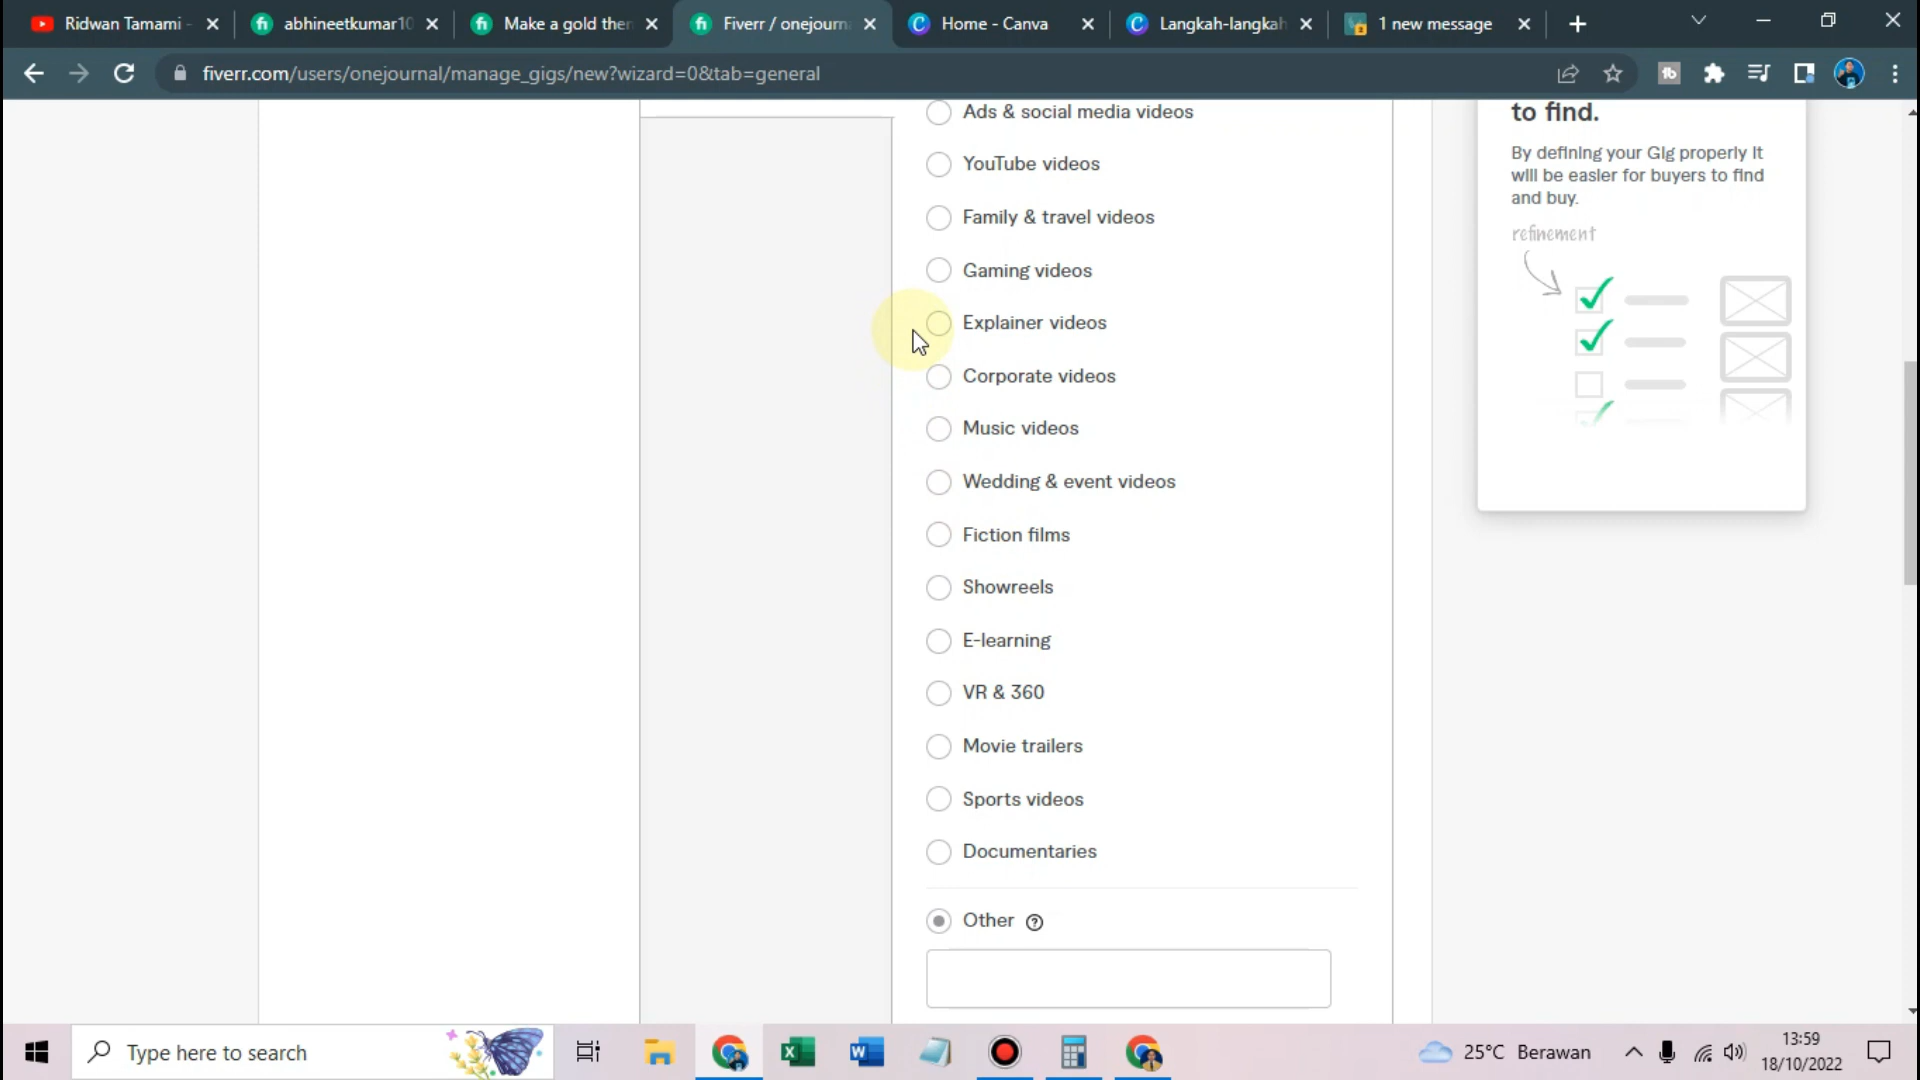 Ridwan Tamami -
abhineetkumar10
Make a gold then
Fiverr / onejourn
Home - Canva
Langkah-langkah
1 new message
fiverr.com/users/onejournal/manage_gigs/new?wizard=0&tab=general
Ads & social media videos
YouTube videos
Family & travel videos
Gaming videos
Explainer videos
Corporate videos
Music videos
Wedding & event videos
Fiction films
Showreels
E-learning
VR & 360
Movie trailers
Sports videos
Documentaries
Other
to find.
By defining your Gig properly it
will be easier for buyers to find
and buy.
refinement
Type here to search
25°C Berawan
13:59
18/10/2022